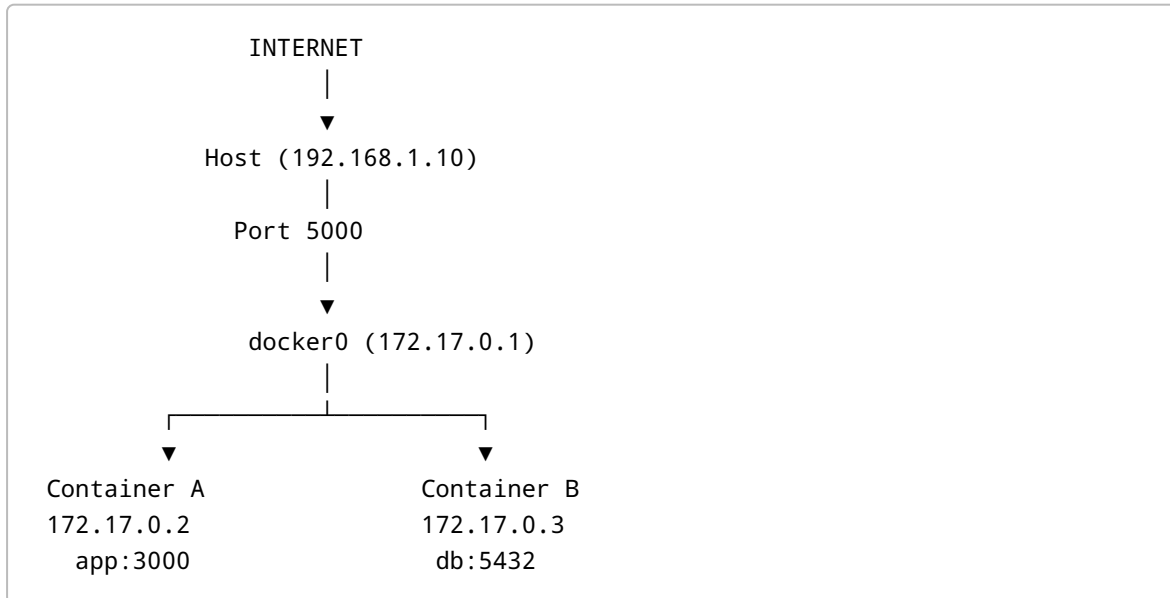 INTERNET
Host (192.168.1.10)
Port 5000
docker0 (172.17.0.1)
Container A Container B
172.17.0.2 172.17.0.3
app:3000 db:5432